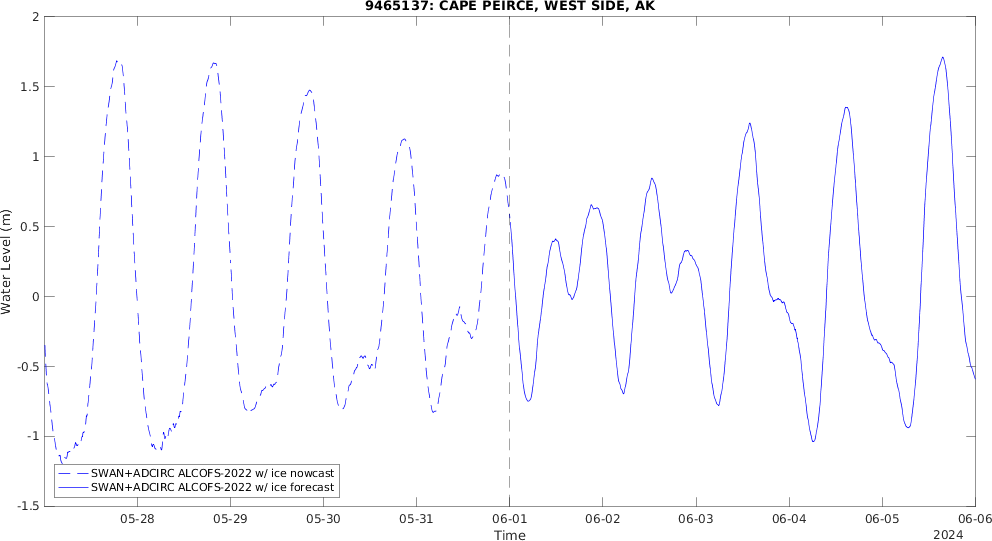 9465137: CAPE PEIRCE, WEST SIDE, AK
2
1.5
1
0.5
0
-0.5
-1
-1.5
Water Level (m)
SWAN+ADCIRC ALCOFS-2022 w/ ice nowcast
SWAN+ADCIRC ALCOFS-2022 w/ ice forecast
05-28 05-29 05-30 05-31 06-01 06-02 06-03 06-04 06-05 06-06
Time
2024